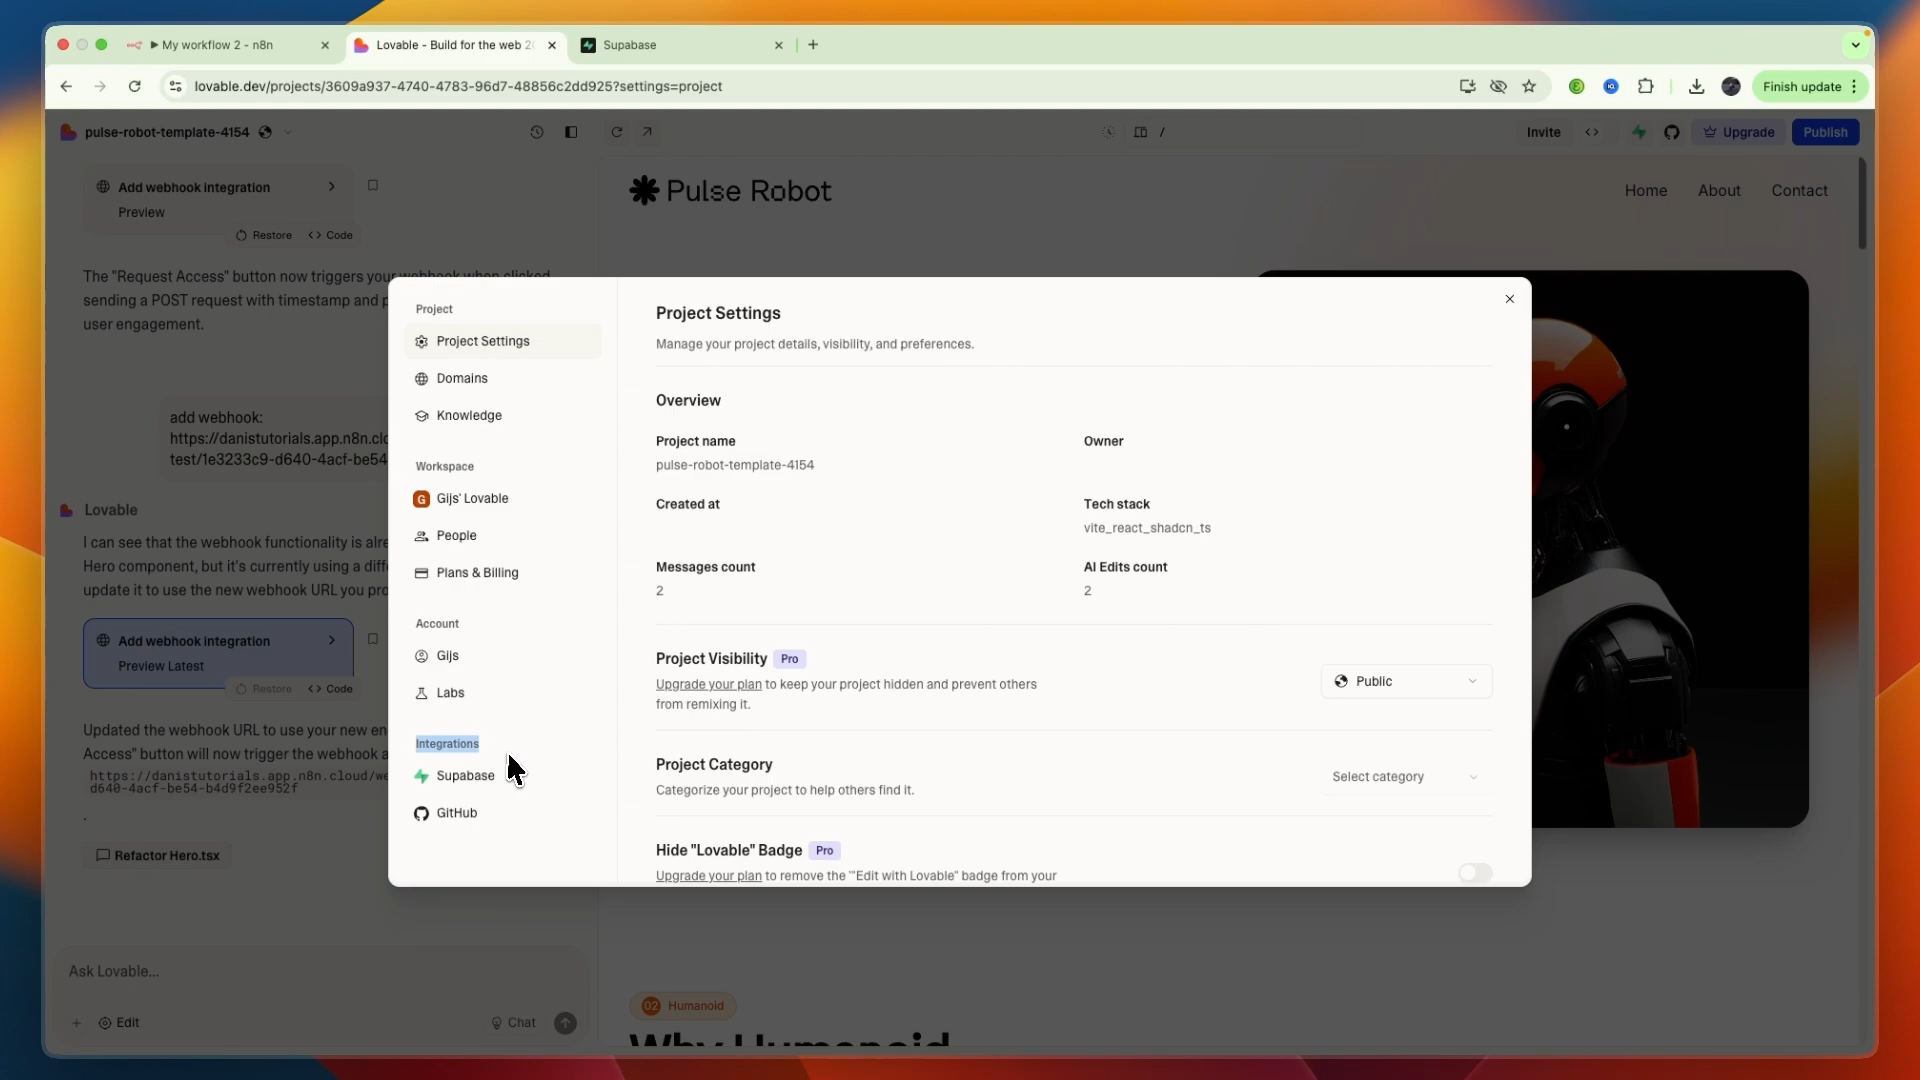 My workflow 2 - n8n
Lovable - Build for the web 20
Supabase
lovable.dev/projects/3609a937-4740-4783-96d7-48856c2dd925?settings=project
Finish update
pulse-robot-template-4154
/
Invite
Upgrade
Publish
Add webhook integration
Preview
Restore
Code
The "Request Access" button now triggers your webhook when clicked
sending a POST request with timestamp and p
user engagement.
add webhook:
https://danistutorials.app.n8n.clo
test/1e3233c9-d640-4acf-be54
Lovable
I can see that the webhook functionality is alre
Hero component, but it's currently using a diffe
update it to use the new webhook URL you pro
Add webhook integration
Preview Latest
Restore
Code
Updated the webhook URL to use your new en
Access" button will now trigger the webhook a
https://danistutorials.app.n8n.cloud/we
d640-4acf-be54-b4d9f2ee952f
.
Refactor Hero.tsx
Ask Lovable...
Edit
Chat
Pulse Robot
Home
About
Contact
Project
Project Settings
Domains
Knowledge
Workspace
G
Gijs' Lovable
People
Plans & Billing
Account
Gijs
Labs
Integrations
Supabase
GitHub
Project Settings
Manage your project details, visibility, and preferences.
Overview
Project name
pulse-robot-template-4154
Owner
Created at
Tech stack
vite_react_shadcn_ts
Messages count
2
AI Edits count
2
Project Visibility
Pro
Upgrade your plan to keep your project hidden and prevent others
from remixing it.
Public
Project Category
Categorize your project to help others find it.
Select category
Hide "Lovable" Badge
Pro
Upgrade your plan to remove the "'Edit with Lovable" badge from your
02
Humanoid
Why Humanoid